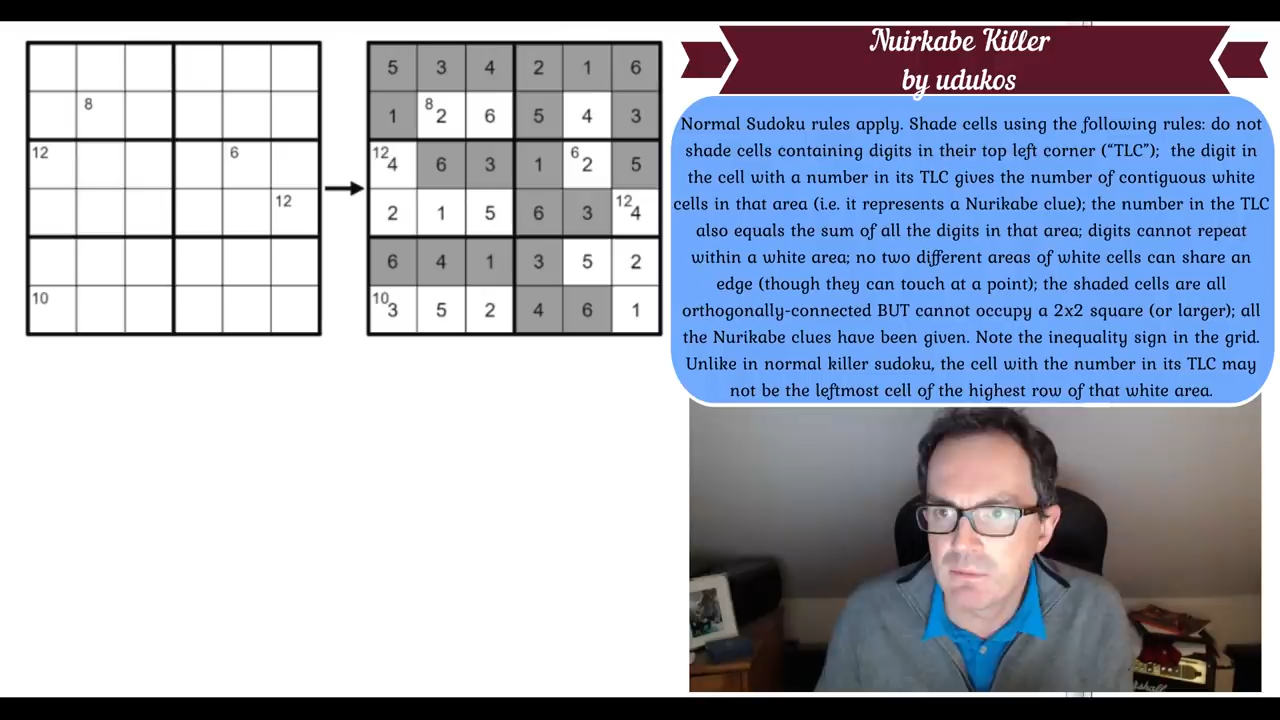 Nuirkabe Killer
by udukos
Normal Sudoku rules apply. Shade cells using the following rules: do not
shade cells containing digits in their top left corner (“TLC”); the digit in
the cell with a number in its TLC gives the number of contiguous white
cells in that area (i.e. it represents a Nurikabe clue); the number in the TLC
also equals the sum of all the digits in that area; digits cannot repeat
within a white area; no two different areas of white cells can share an
edge (though they can touch at a point); the shaded cells are all
orthogonally-connected BUT cannot occupy a 2x2 square (or larger); all
the Nurikabe clues have been given. Note the inequality sign in the grid.
Unlike in normal killer sudoku, the cell with the number in its TLC may
not be the leftmost cell of the highest row of that white area.
8
12 6
12
10
5 3 4 2 1 6
1 8 2 6 5 4 3
12 4 6 3 1 6 2 5
2 1 5 6 3 12 4
6 4 1 3 5 2
10 3 5 2 4 6 1
Marshall